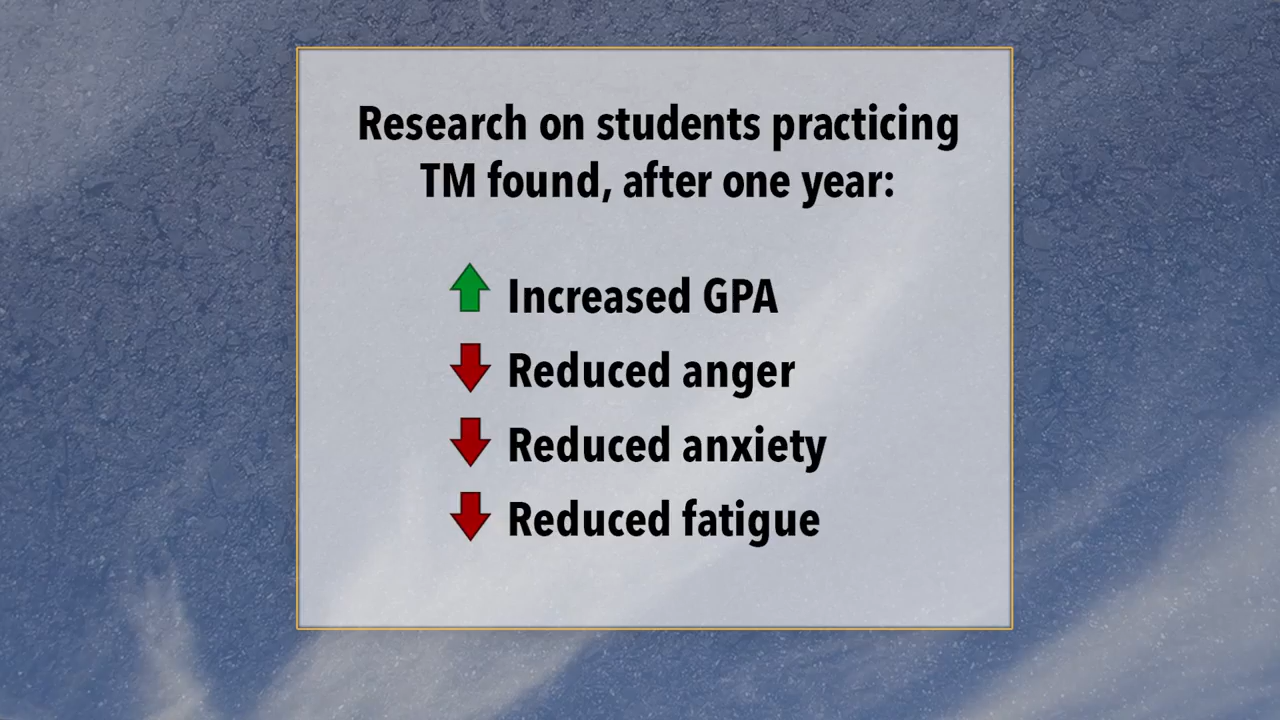 Research on students practicing
TM found, after one year:
Increased GPA
Reduced anger
Reduced anxiety
Reduced fatigue